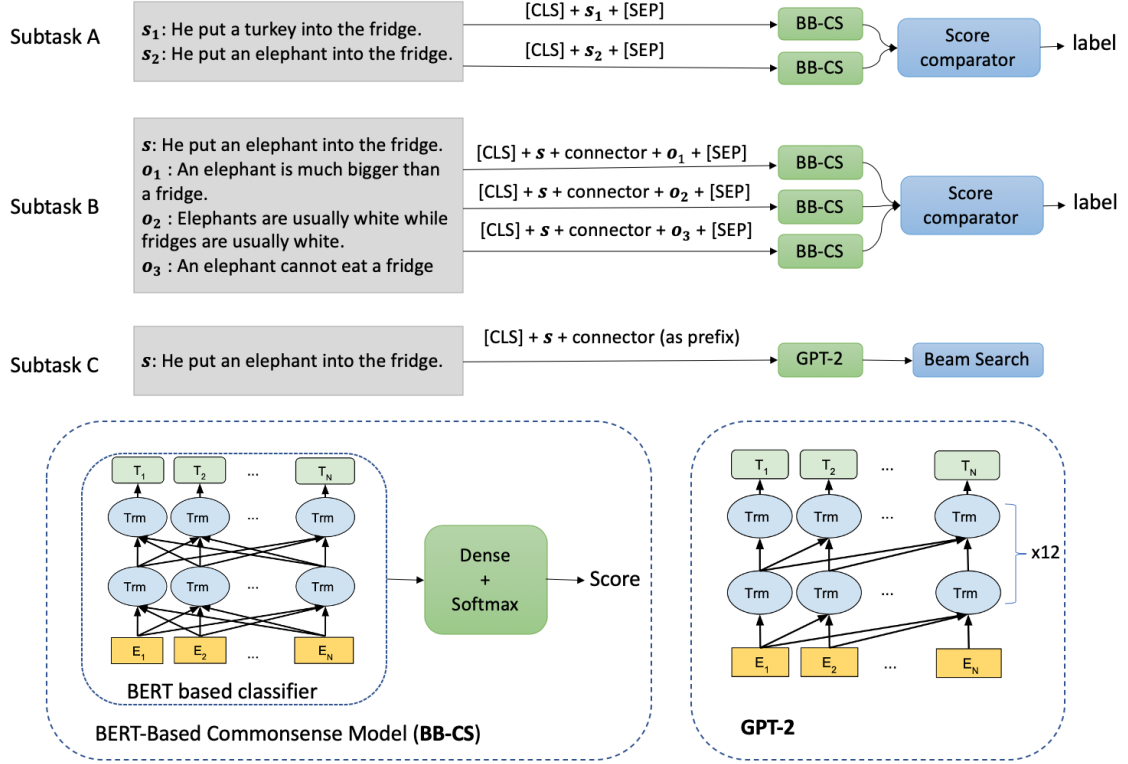 Subtask A
s1: He put a turkey into the fridge.
s2: He put an elephant into the fridge.
[CLS] + s1 + [SEP]
[CLS] + s2 + [SEP]
BB-CS
BB-CS
Score
comparator
label
Subtask B
s: He put an elephant into the fridge.
o1 : An elephant is much bigger than
a fridge.
o2 : Elephants are usually white while
fridges are usually white.
o3 : An elephant cannot eat a fridge
[CLS] + s + connector + o1 + [SEP]
[CLS] + s + connector + o2 + [SEP]
[CLS] + s + connector + o3 + [SEP]
BB-CS
BB-CS
BB-CS
Score
comparator
label
Subtask C
s: He put an elephant into the fridge.
[CLS] + s + connector (as prefix)
GPT-2
Beam Search
T1 T2 ... TN
Trm Trm ... Trm
Trm Trm ... Trm
E1 E2 ... EN
BERT based classifier
Dense
+
Softmax
Score
BERT-Based Commonsense Model (BB-CS)
T1 T2 ... TN
Trm Trm ... Trm
x12
Trm Trm ... Trm
E1 E2 ... EN
GPT-2